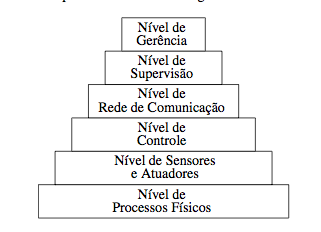 Nível de
Gerência
Nível de
Supervisão
Nível de
Rede de Comunicação
Nível de
Controle
Nível de Sensores
e Atuadores
Nível de
Processos Físicos